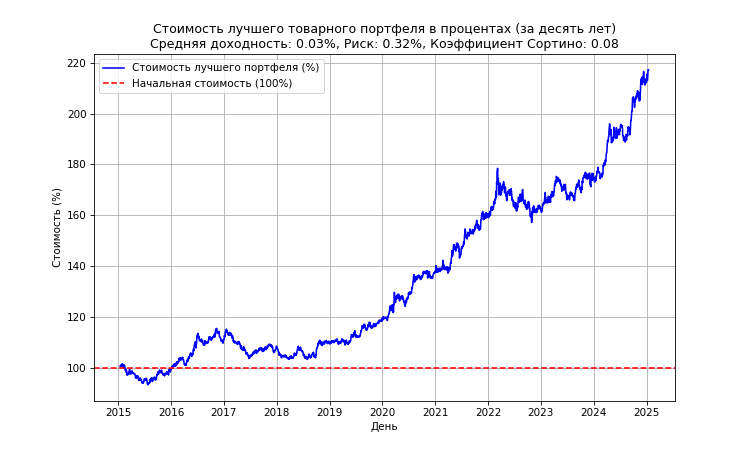 Стоимость лучшего товарного портфеля в процентах (за десять лет)
Средняя доходность: 0.03%, Риск: 0.32%, Коэффициент Сортино: 0.08
Стоимость лучшего портфеля (%)
Начальная стоимость (100%)
Стоимость (%)
220
200
180
160
140
120
100
2015 2016 2017 2018 2019 2020 2021 2022 2023 2024 2025
День